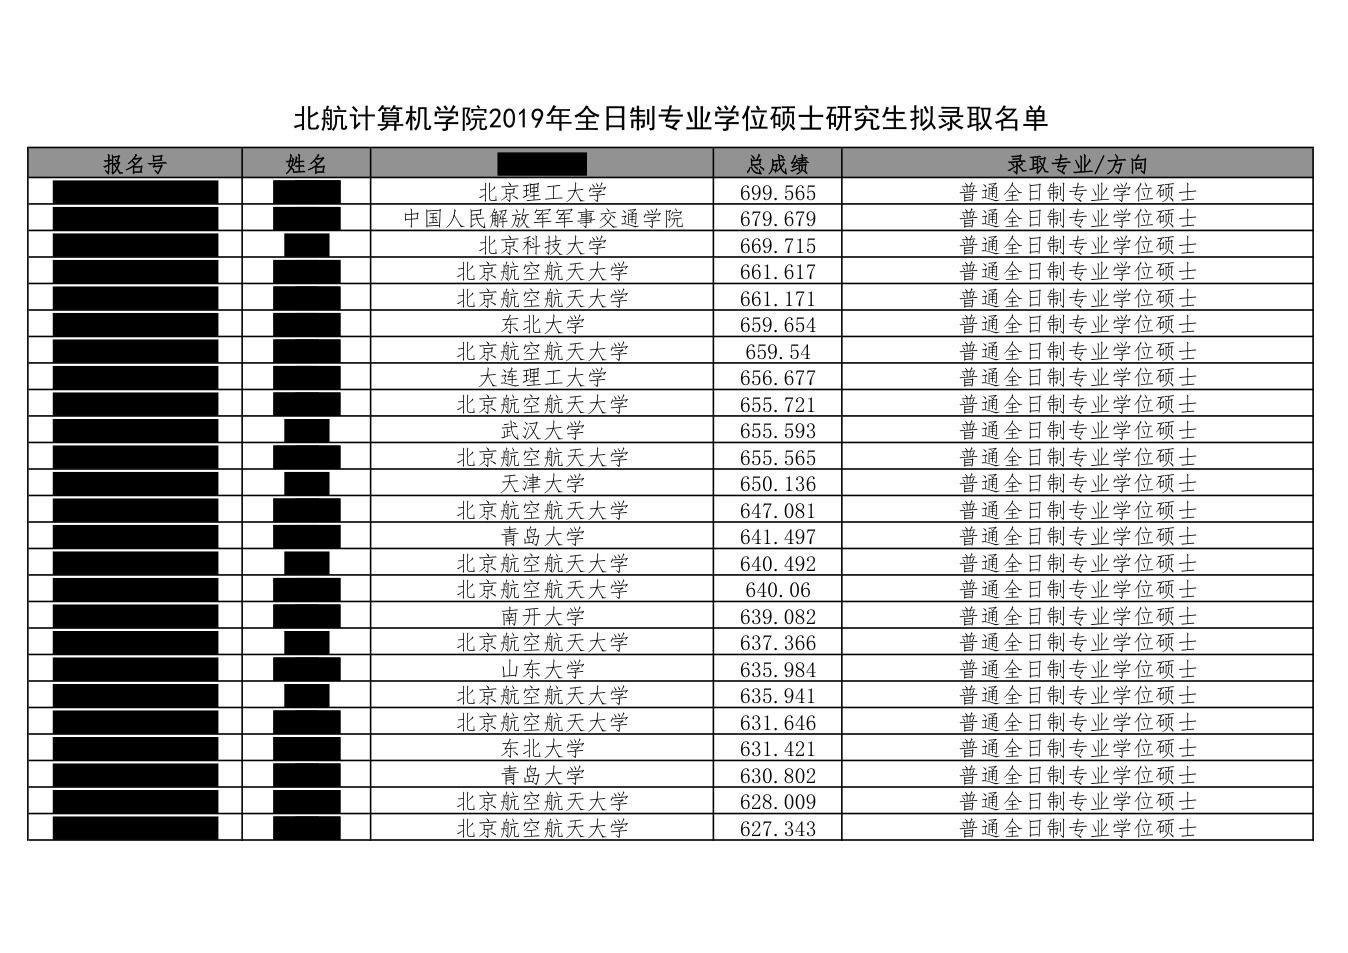 北航计算机学院2019年全日制专业学位硕士研究生拟录取名单
报名号 姓名 总成绩 录取专业/方向
北京理工大学 699.565 普通全日制专业学位硕士
中国人民解放军军事交通学院 679.679 普通全日制专业学位硕士
北京科技大学 669.715 普通全日制专业学位硕士
北京航空航天大学 661.617 普通全日制专业学位硕士
北京航空航天大学 661.171 普通全日制专业学位硕士
东北大学 659.654 普通全日制专业学位硕士
北京航空航天大学 659.54 普通全日制专业学位硕士
大连理工大学 656.677 普通全日制专业学位硕士
北京航空航天大学 655.721 普通全日制专业学位硕士
武汉大学 655.593 普通全日制专业学位硕士
北京航空航天大学 655.565 普通全日制专业学位硕士
天津大学 650.136 普通全日制专业学位硕士
北京航空航天大学 647.081 普通全日制专业学位硕士
青岛大学 641.497 普通全日制专业学位硕士
北京航空航天大学 640.492 普通全日制专业学位硕士
北京航空航天大学 640.06 普通全日制专业学位硕士
南开大学 639.082 普通全日制专业学位硕士
北京航空航天大学 637.366 普通全日制专业学位硕士
山东大学 635.984 普通全日制专业学位硕士
北京航空航天大学 635.941 普通全日制专业学位硕士
北京航空航天大学 631.646 普通全日制专业学位硕士
东北大学 631.421 普通全日制专业学位硕士
青岛大学 630.802 普通全日制专业学位硕士
北京航空航天大学 628.009 普通全日制专业学位硕士
北京航空航天大学 627.343 普通全日制专业学位硕士